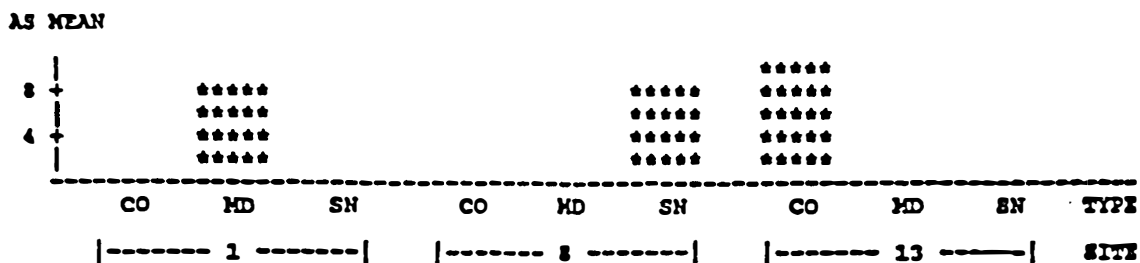 AS MEAN
|         *****
8 +   *****   *****   *****
|   *****   *****   *****
4 +   *****   *****   *****
|   *****   *****   *****
------------------------------------------------------------
CO MD SN CO MD SN CO MD SN TYPE
|------- 1 -------| |------- 8 -------| |------- 13 -------| SITE